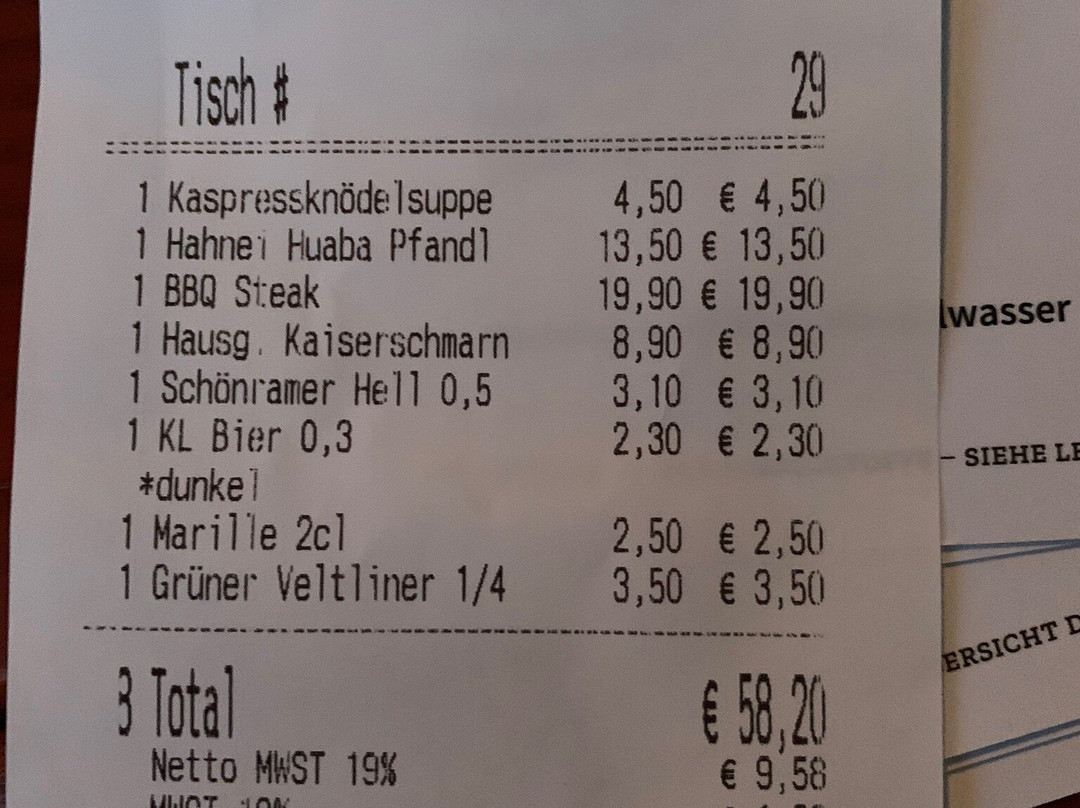 Tisch # 29
1 Kaspressknödelsuppe 4,50 € 4,50
1 Hahnei Huaba Pfandl 13,50 € 13,50
1 BBQ Steak 19,90 € 19,90
1 Hausg. Kaiserschmarn 8,90 € 8,90
1 Schönramer Hell 0,5 3,10 € 3,10
1 KL Bier 0,3 2,30 € 2,30
*dunkel
1 Marille 2cl 2,50 € 2,50
1 Grüner Veltliner 1/4 3,50 € 3,50
Total € 58,20
Netto MWST 19% € 9,58
lwasser
– SIEHE LE
ERSICHT D